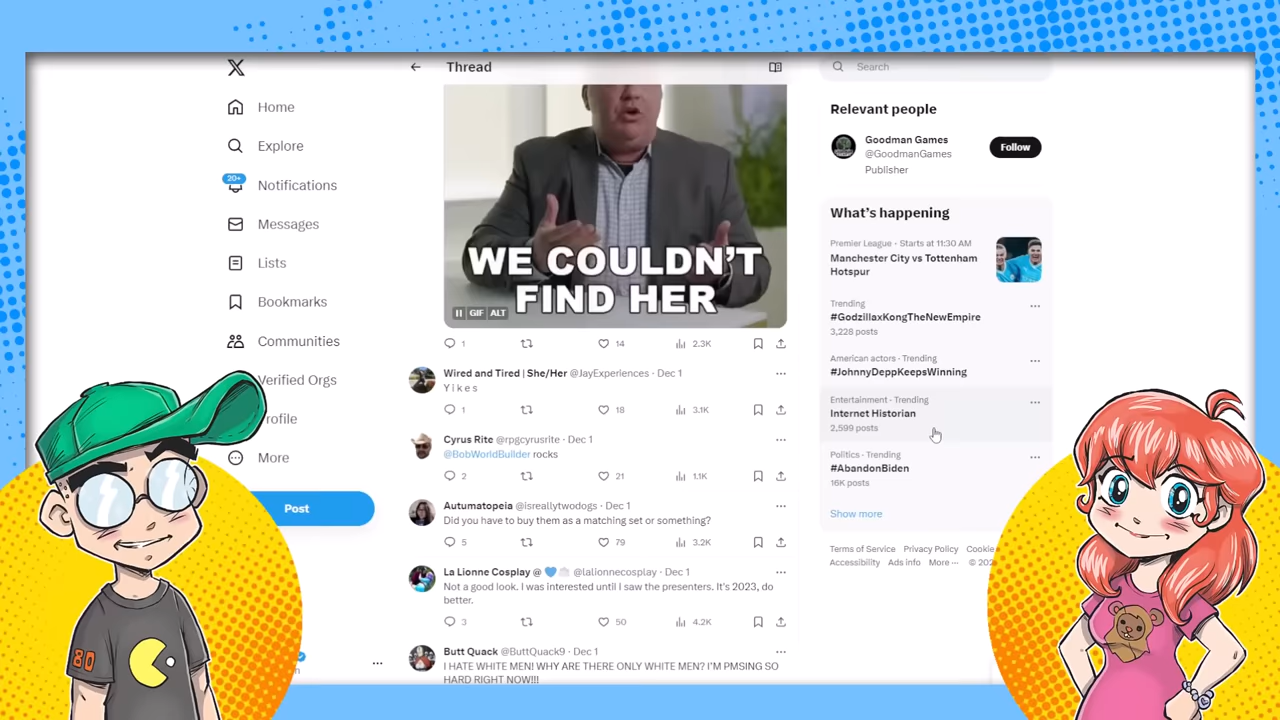 Home
Explore
20+
Notifications
Messages
Lists
Bookmarks
Communities
Verified Orgs
rofile
More
Post
Thread
WE COULDN'T
FIND HER
GIF ALT
1 14 2.3K
Wired and Tired | She/Her @JayExperiences · Dec 1
Y i k e s
1 18 3.1K
Cyrus Rite @rpgcyrusrite · Dec 1
@BobWorldBuilder rocks
2 21 1.1K
Autumatopeia @isreallytwodogs · Dec 1
Did you have to buy them as a matching set or something?
5 79 3.2K
La Lionne Cosplay @ @lalionnecosplay · Dec 1
Not a good look. I was interested until I saw the presenters. It's 2023, do
better.
3 50 4.2K
Butt Quack @ButtQuack9 · Dec 1
I HATE WHITE MEN! WHY ARE THERE ONLY WHITE MEN? I'M PMSING SO
HARD RIGHT NOW!!!
Search
Relevant people
Goodman Games
@GoodmanGames
Follow
Publisher
What's happening
Premier League · Starts at 11:30 AM
Manchester City vs Tottenham
Hotspur
Trending
#GodzillaxKongTheNewEmpire
3,228 posts
American actors · Trending
#JohnnyDeppKeepsWinning
Entertainment · Trending
Internet Historian
2,599 posts
Politics · Trending
#AbandonBiden
16K posts
Show more
Terms of Service Privacy Policy Cookie
Accessibility Ads info More ··· © 202
80